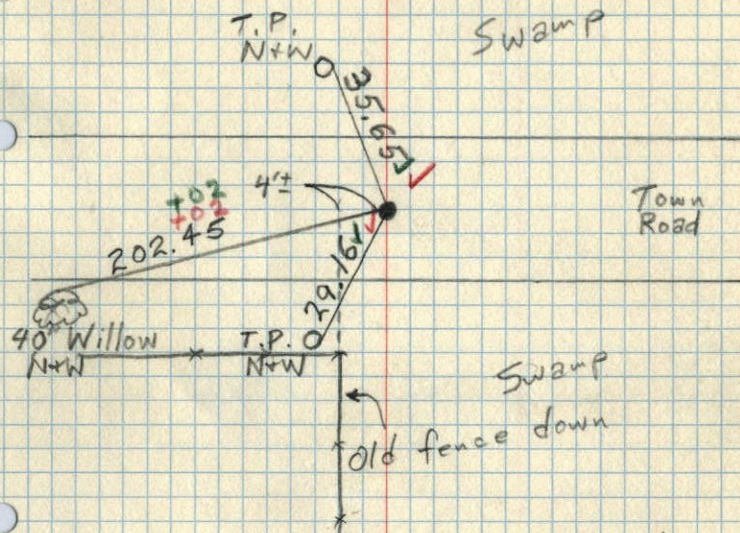 T.P.
N+W
Swamp
35.65
4'±
+02
+02
202.45
Town
Road
29.16
40" Willow
N+W
T.P.
N+W
Swamp
Old fence down